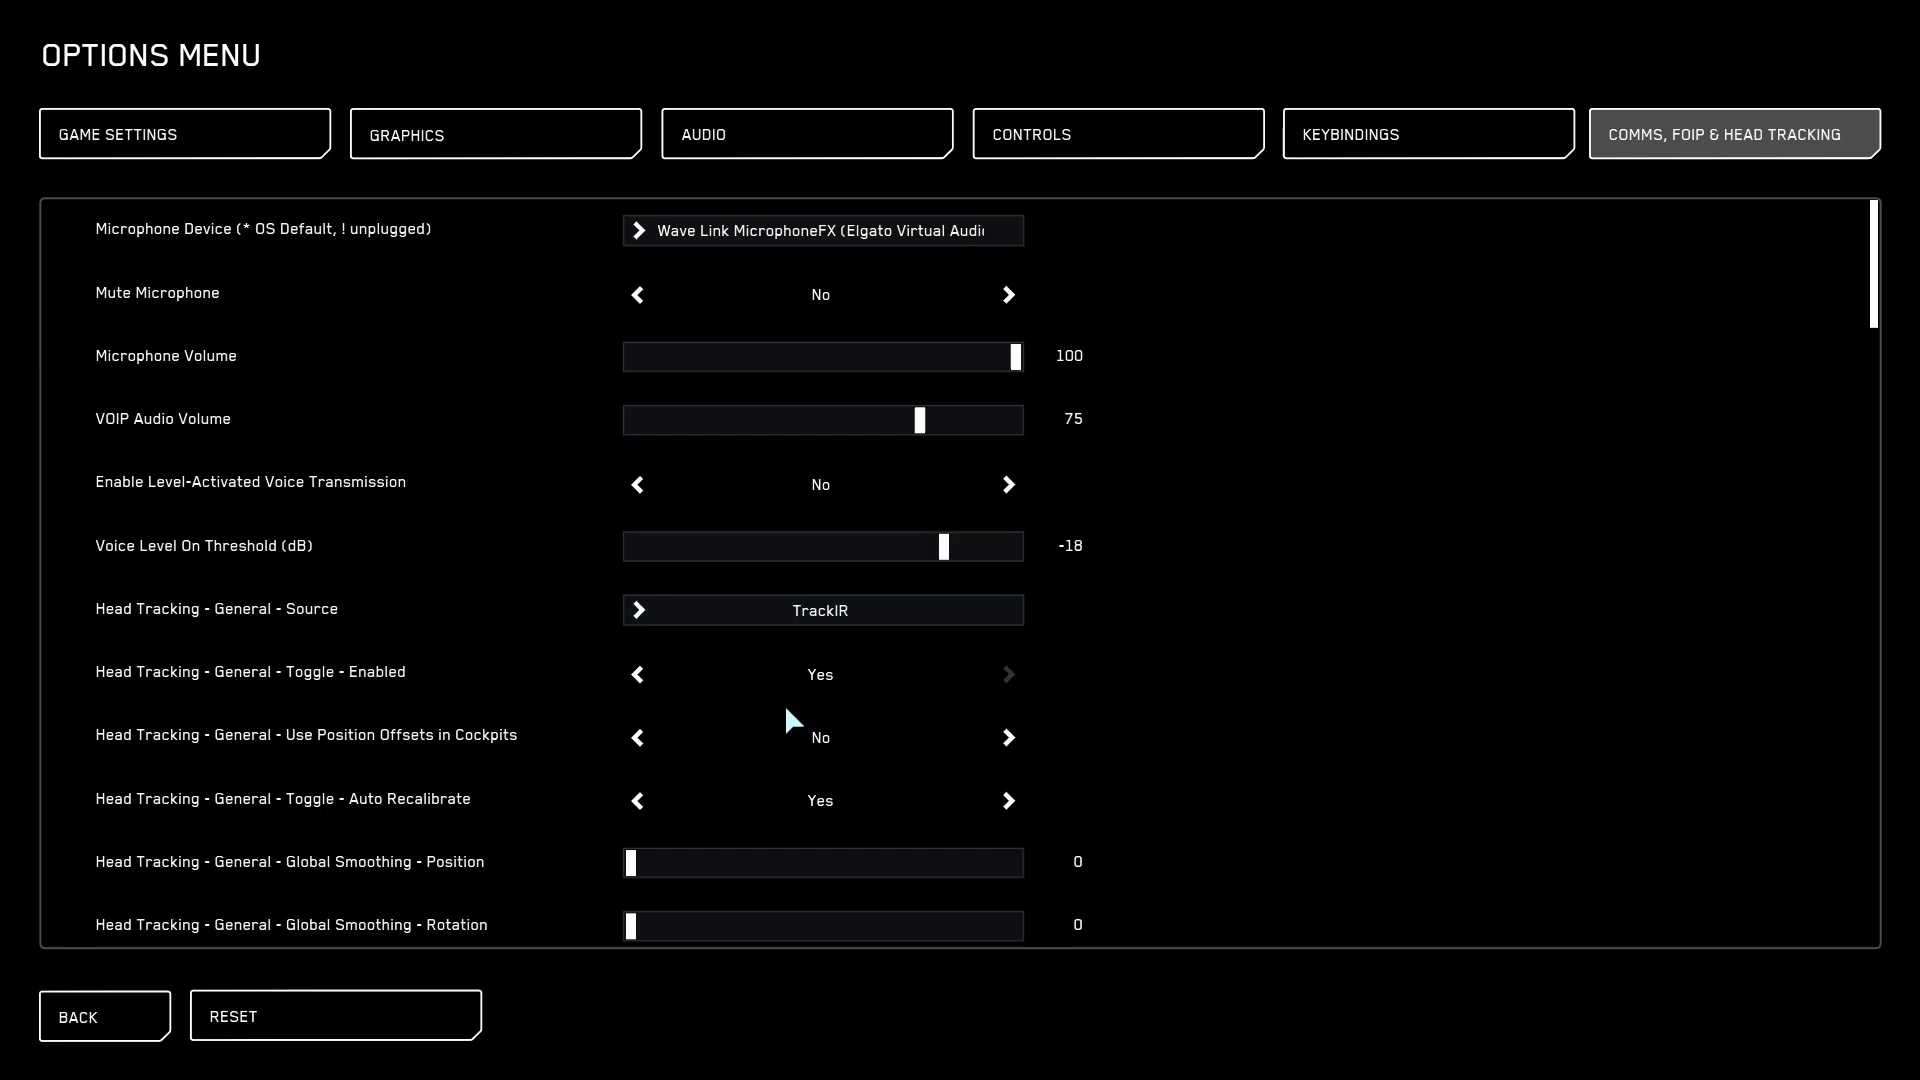 OPTIONS MENU
GAME SETTINGS GRAPHICS AUDIO CONTROLS KEYBINDINGS COMMS, FOIP & HEAD TRACKING
Microphone Device (* OS Default, ! unplugged) Wave Link MicrophoneFX (Elgato Virtual Audi
Mute Microphone No
Microphone Volume 100
VOIP Audio Volume 75
Enable Level-Activated Voice Transmission No
Voice Level On Threshold (dB) -18
Head Tracking - General - Source TrackIR
Head Tracking - General - Toggle - Enabled Yes
Head Tracking - General - Use Position Offsets in Cockpits No
Head Tracking - General - Toggle - Auto Recalibrate Yes
Head Tracking - General - Global Smoothing - Position 0
Head Tracking - General - Global Smoothing - Rotation 0
BACK RESET